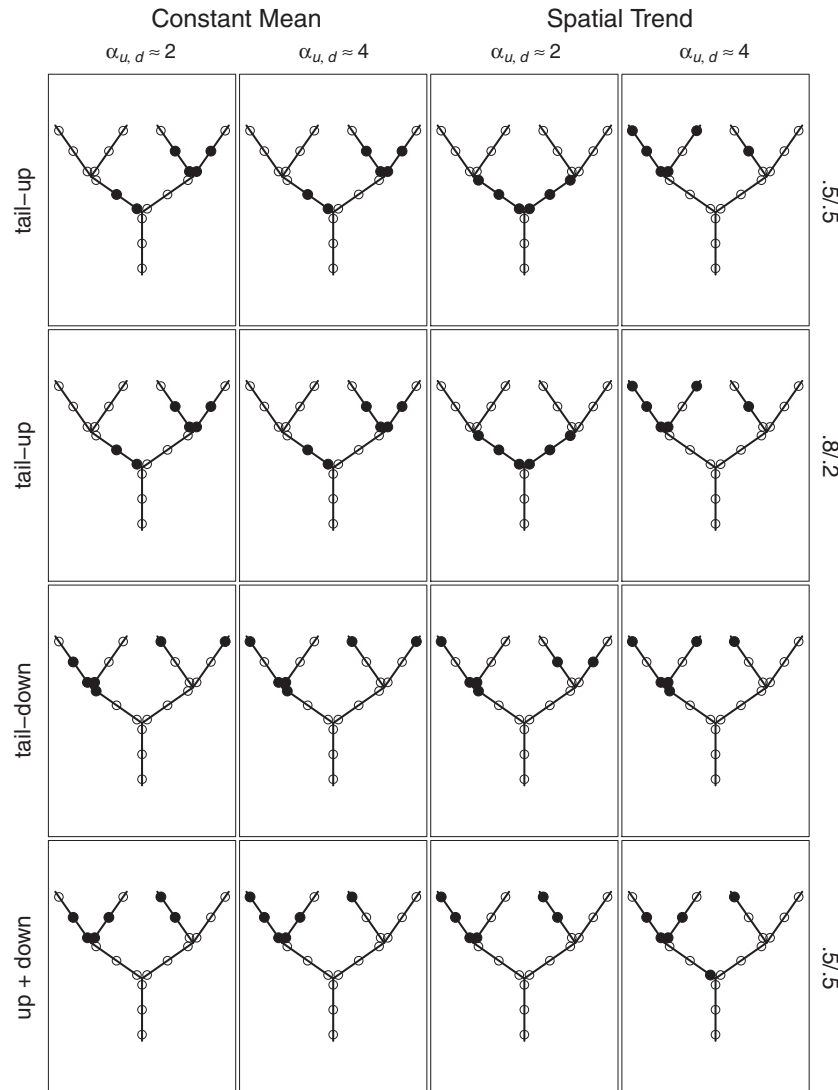 Constant Mean Spatial Trend
αu, d ≈ 2 αu, d ≈ 4 αu, d ≈ 2 αu, d ≈ 4
tail−up .5/.5
tail−up .8/.2
tail−down
up + down .5/.5